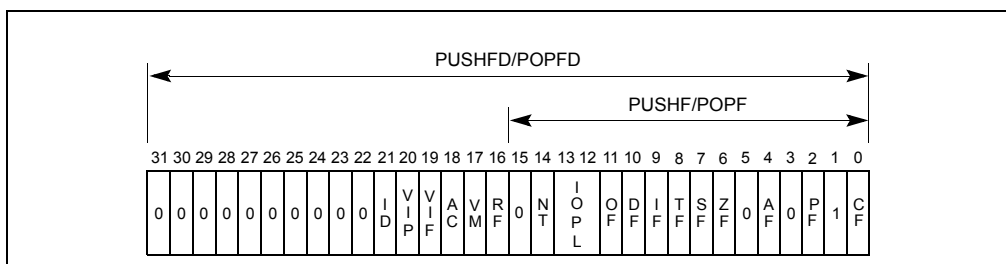 PUSHFD/POPFD
PUSHF/POPF
31 30 29 28 27 26 25 24 23 22 21 20 19 18 17 16 15 14 13 12 11 10 9 8 7 6 5 4 3 2 1 0
0 0 0 0 0 0 0 0 0 0 ID VIP VIF AC VM RF 0 NT IOPL OF DF IF TF SF ZF 0 AF 0 PF 1 CF